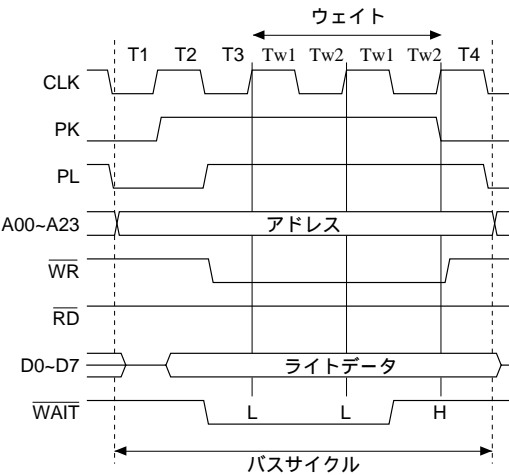 ウェイト
T1 T2 T3 Tw1 Tw2 Tw1 Tw2 T4
CLK
PK
PL
A00~A23 アドレス
WR
RD
D0~D7 ライトデータ
WAIT L L H
バスサイクル